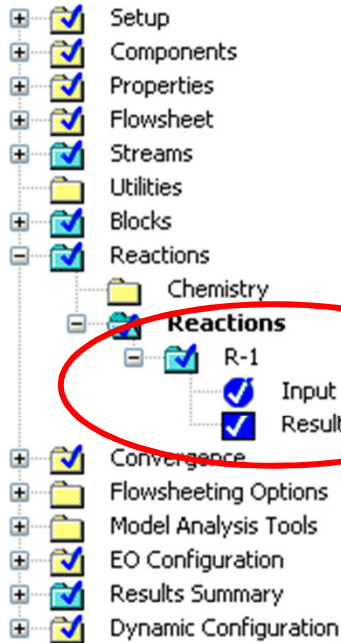 Setup
Components
Properties
Flowsheet
Streams
Utilities
Blocks
Reactions
Chemistry
Reactions
R-1
Input
Convergence
Flowsheeting Options
Model Analysis Tools
EO Configuration
Results Summary
Dynamic Configuration